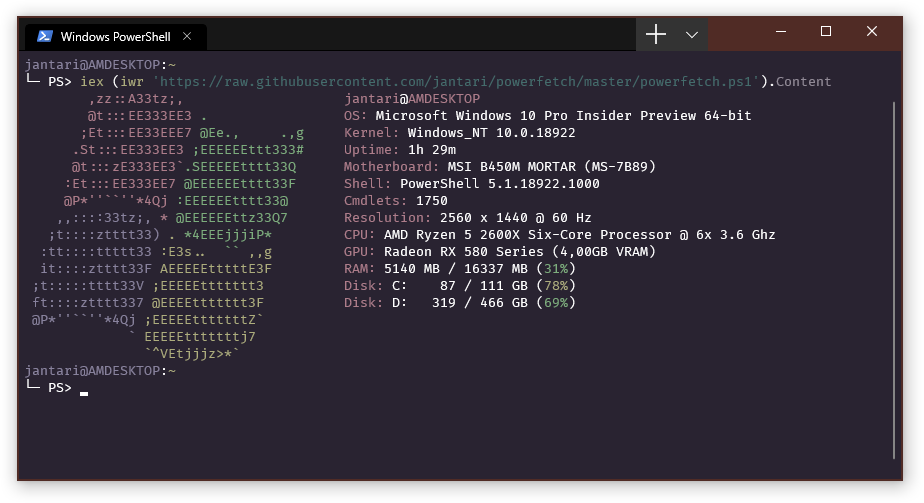 Windows PowerShell
jantari@AMDESKTOP:~
└─ PS> iex (iwr 'https://raw.githubusercontent.com/jantari/powerfetch/master/powerfetch.ps1').Content
,zz::A33tz;, jantari@AMDESKTOP
@t:::EE333EE3 . OS: Microsoft Windows 10 Pro Insider Preview 64-bit
;Et:::EE333EEE7 @Ee., .,g Kernel: Windows_NT 10.0.18922
.St:::EE333EE3 ;EEEEEEttt333# Uptime: 1h 29m
@t:::zE333EE3`.SEEEEEtttt33Q Motherboard: MSI B450M MORTAR (MS-7B89)
:Et:::EE333EE7 @EEEEEEtttt33F Shell: PowerShell 5.1.18922.1000
@P*''``''*4Qj :EEEEEEtttt33@ Cmdlets: 1750
,,::::33tz;, * @EEEEEEttz33Q7 Resolution: 2560 x 1440 @ 60 Hz
;t::::ztttt33) . *4EEEjjjiP* CPU: AMD Ryzen 5 2600X Six-Core Processor @ 6x 3.6 Ghz
:tt::::ttttt33 :E3s.. `` ,,g GPU: Radeon RX 580 Series (4,00GB VRAM)
it::::ztttt33F AEEEEEtttttE3F RAM: 5140 MB / 16337 MB (31%)
;t:::::tttt33V ;EEEEEttttttt3 Disk: C: 87 / 111 GB (78%)
ft::::ztttt337 @EEEEttttttt3F Disk: D: 319 / 466 GB (69%)
@P*''``''*4Qj ;EEEEEtttttttZ`
` EEEEEtttttttj7
`^VEtjjjz>*`
jantari@AMDESKTOP:~
└─ PS>